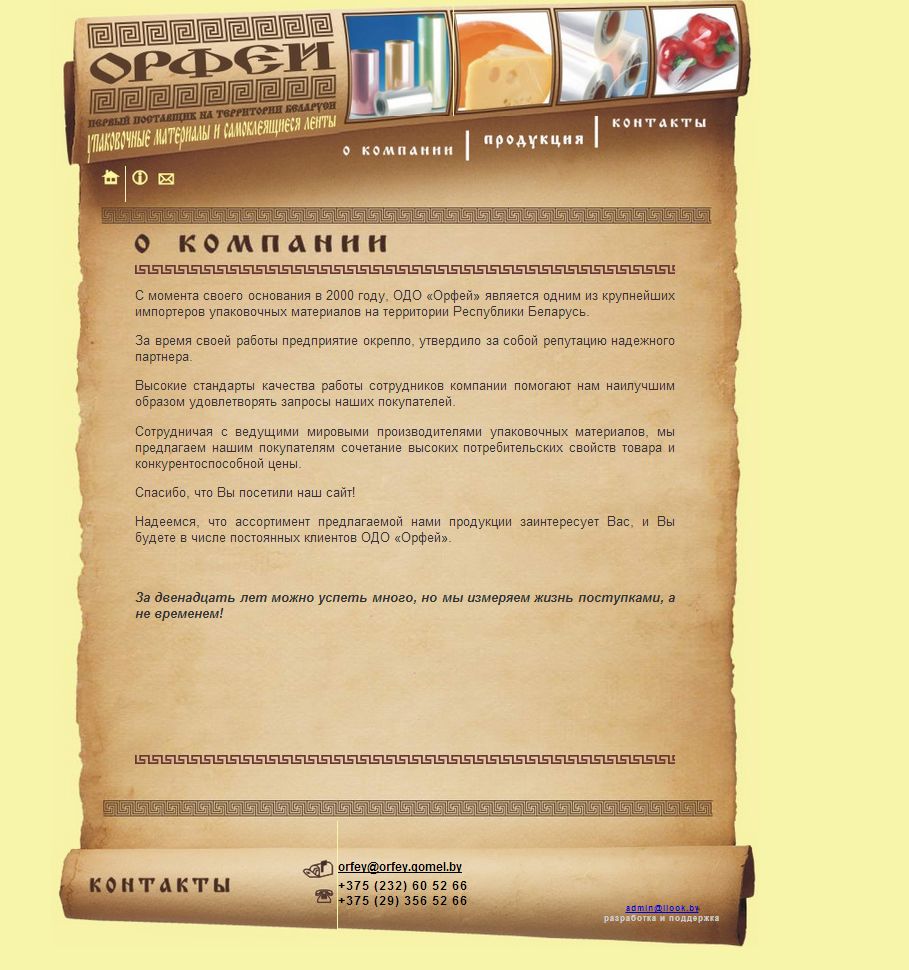 ОРФЕЙ
ПЕРВЫЙ ПОСТАВЩИК НА ТЕРРИТОРИИ БЕЛАРУСИ
УПАКОВОЧНЫЕ МАТЕРИАЛЫ И САМОКЛЕЯЩИЕСЯ ЛЕНТЫ
о компании
продукция
контакты
О КОМПАНИИ
С момента своего основания в 2000 году, ОДО «Орфей» является одним из крупнейших
импортеров упаковочных материалов на территории Республики Беларусь.
За время своей работы предприятие окрепло, утвердило за собой репутацию надежного
партнера.
Высокие стандарты качества работы сотрудников компании помогают нам наилучшим
образом удовлетворять запросы наших покупателей.
Сотрудничая с ведущими мировыми производителями упаковочных материалов, мы
предлагаем нашим покупателям сочетание высоких потребительских свойств товара и
конкурентоспособной цены.
Спасибо, что Вы посетили наш сайт!
Надеемся, что ассортимент предлагаемой нами продукции заинтересует Вас, и Вы
будете в числе постоянных клиентов ОДО «Орфей».
За двенадцать лет можно успеть много, но мы измеряем жизнь поступками, а
не временем!
КОНТАКТЫ
orfey@orfey.gomel.by
+375 (232) 60 52 66
+375 (29) 356 52 66
admin@ilook.by
разработка и поддержка